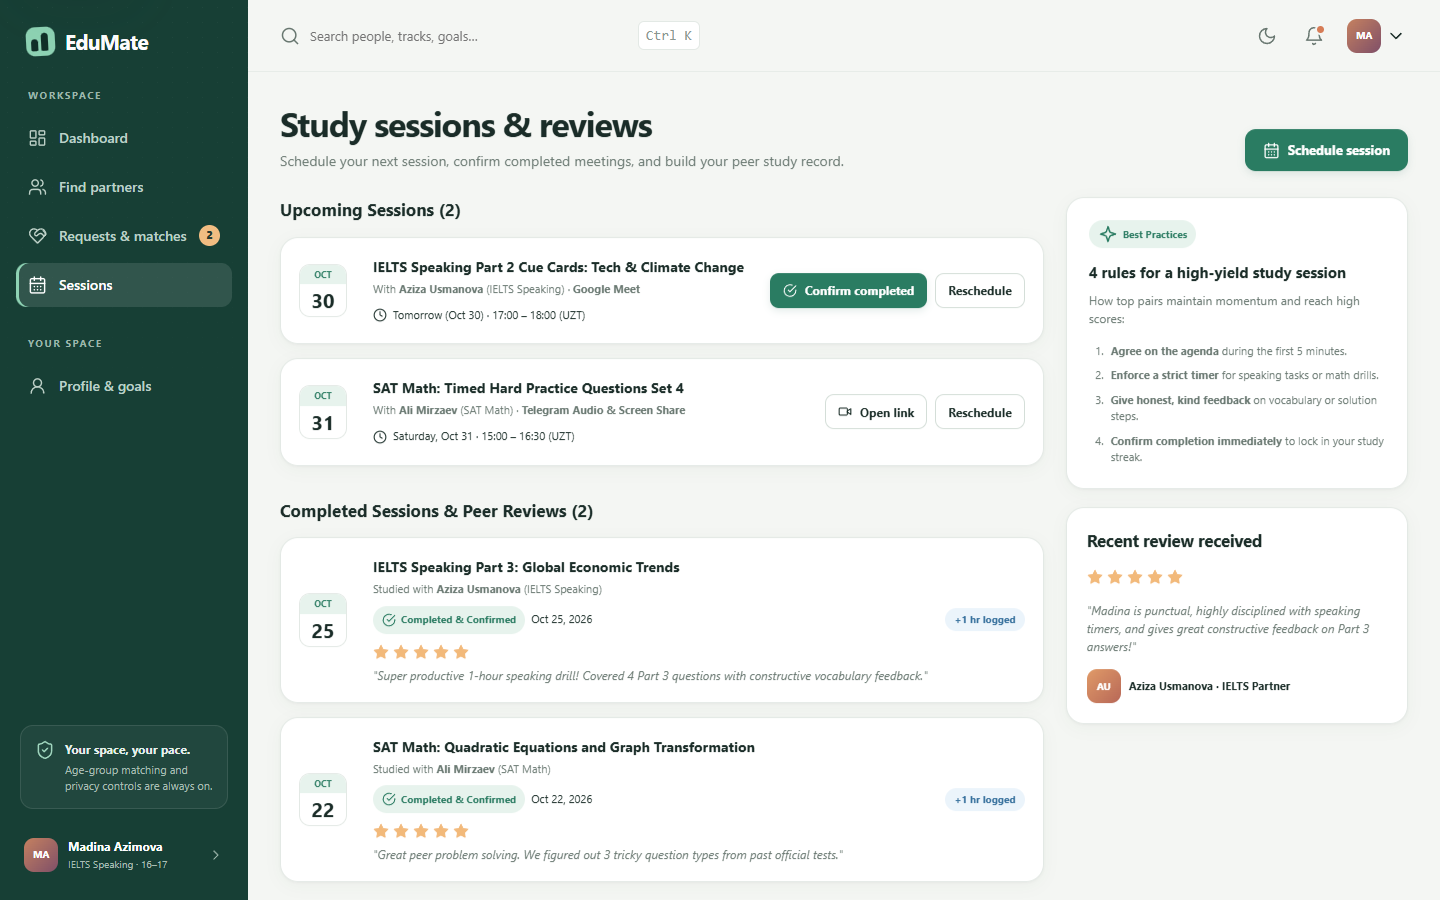 EduMate
WORKSPACE
Dashboard
Find partners
Requests & matches 2
Sessions
YOUR SPACE
Profile & goals
Your space, your pace.
Age-group matching and
privacy controls are always on.
MA
Madina Azimova
IELTS Speaking · 16–17
Search people, tracks, goals...
Ctrl K
MA
Study sessions & reviews
Schedule your next session, confirm completed meetings, and build your peer study record.
Schedule session
Upcoming Sessions (2)
OCT
30
IELTS Speaking Part 2 Cue Cards: Tech & Climate Change
With Aziza Usmanova (IELTS Speaking) · Google Meet
Tomorrow (Oct 30) · 17:00 – 18:00 (UZT)
Confirm completed
Reschedule
OCT
31
SAT Math: Timed Hard Practice Questions Set 4
With Ali Mirzaev (SAT Math) · Telegram Audio & Screen Share
Saturday, Oct 31 · 15:00 – 16:30 (UZT)
Open link
Reschedule
Completed Sessions & Peer Reviews (2)
OCT
25
IELTS Speaking Part 3: Global Economic Trends
Studied with Aziza Usmanova (IELTS Speaking)
Completed & Confirmed Oct 25, 2026
+1 hr logged
"Super productive 1-hour speaking drill! Covered 4 Part 3 questions with constructive vocabulary feedback."
OCT
22
SAT Math: Quadratic Equations and Graph Transformation
Studied with Ali Mirzaev (SAT Math)
Completed & Confirmed Oct 22, 2026
+1 hr logged
"Great peer problem solving. We figured out 3 tricky question types from past official tests."
Best Practices
4 rules for a high-yield study session
How top pairs maintain momentum and reach high
scores:
1. Agree on the agenda during the first 5 minutes.
2. Enforce a strict timer for speaking tasks or math drills.
3. Give honest, kind feedback on vocabulary or solution
steps.
4. Confirm completion immediately to lock in your study
streak.
Recent review received
"Madina is punctual, highly disciplined with speaking
timers, and gives great constructive feedback on Part 3
answers!"
AU
Aziza Usmanova · IELTS Partner